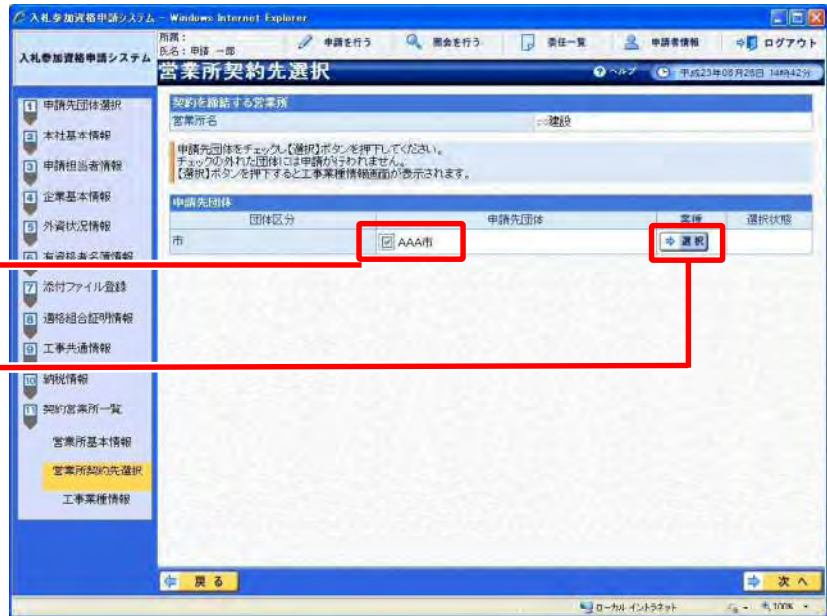 入札参加資格申請システム - Windows Internet Explorer
入札参加資格申請システム
所属:
氏名:申請 一郎
申請を行う
照会を行う
委任一覧
申請者情報
ログアウト
営業所契約先選択
ヘルプ
平成23年08月26日 14時42分
1 申請先団体選択
2 本社基本情報
3 申請担当者情報
4 企業基本情報
5 外資状況情報
6 有資格者名簿情報
7 添付ファイル登録
8 適格組合証明情報
9 工事共通情報
10 納税情報
11 契約営業所一覧
営業所基本情報
営業所契約先選択
工事業種情報
契約を締結する営業所
営業所名 ○○建設
申請先団体をチェックし【選択】ボタンを押下してください。
チェックの外れた団体には申請が行われません。
【選択】ボタンを押下すると工事業種情報画面が表示されます。
申請先団体
団体区分 申請先団体 業種 選択状態
市 AAA市 選択
戻る
次へ
ローカル イントラネット
100%